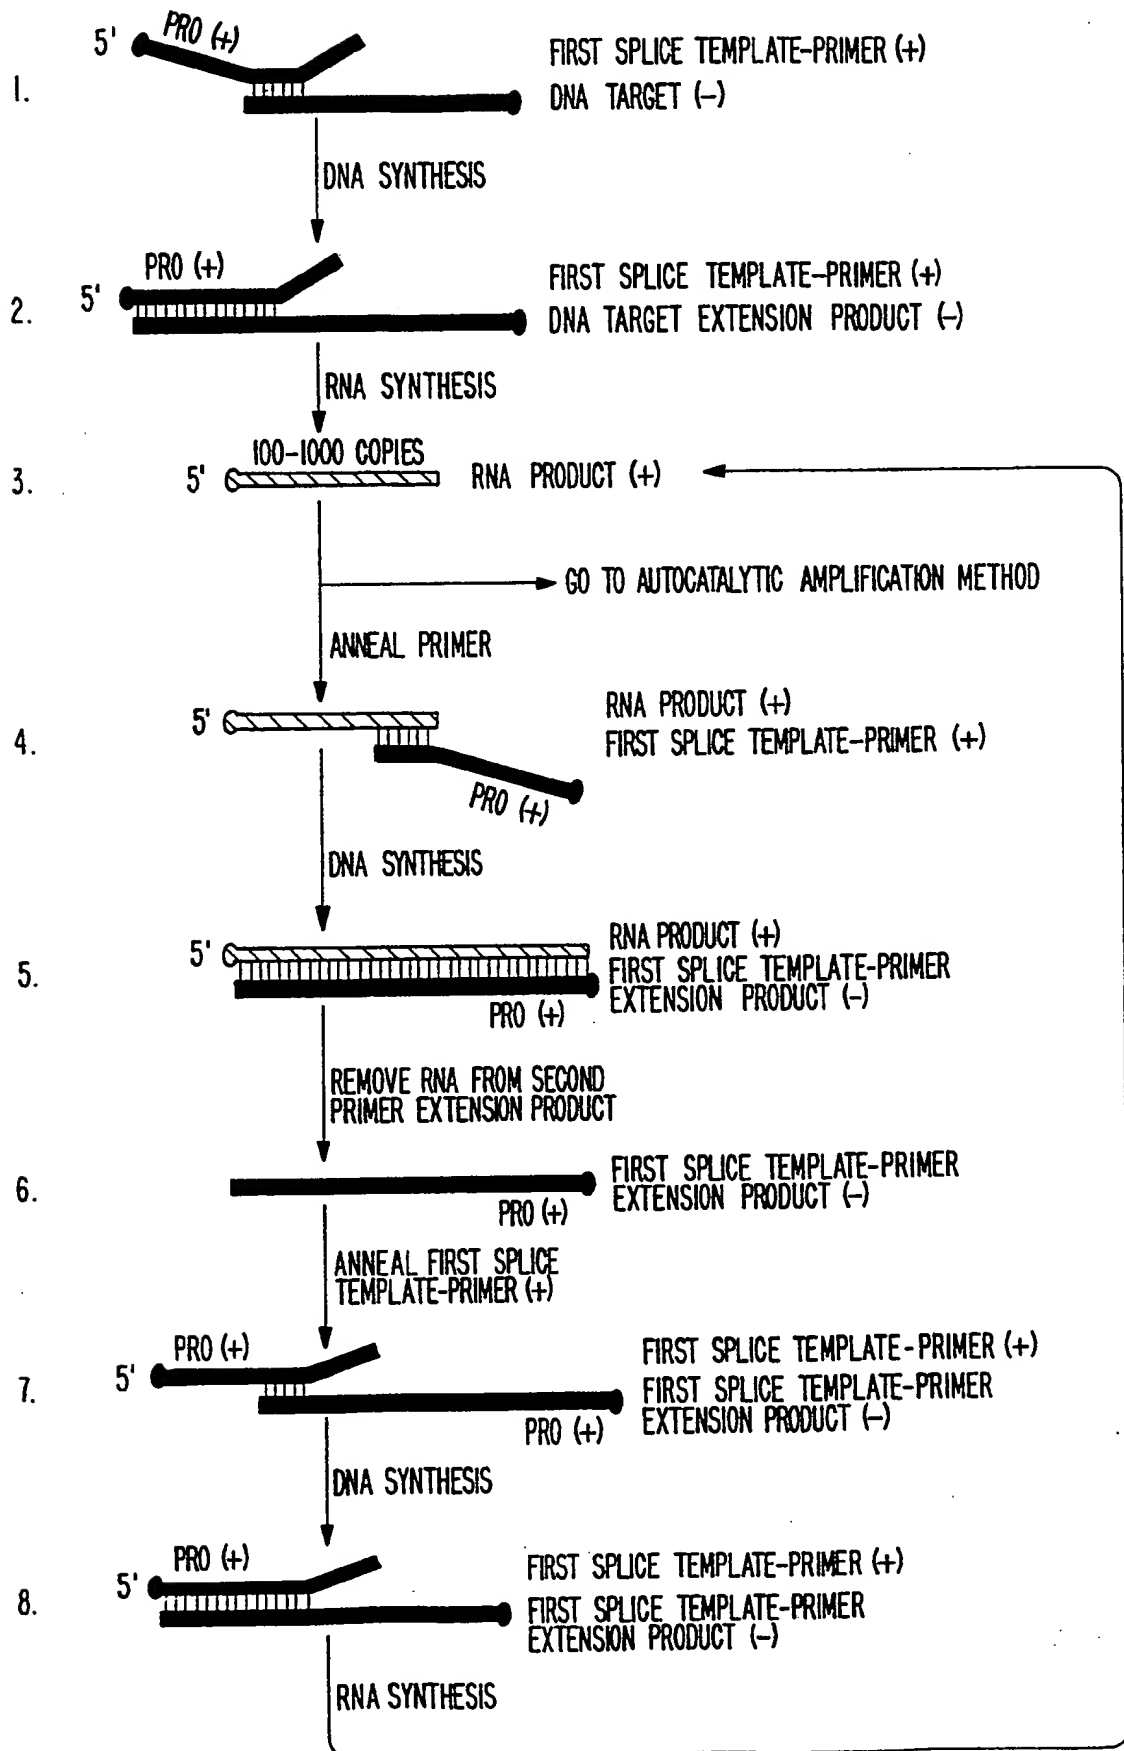 PRO (+)
5'
FIRST SPLICE TEMPLATE-PRIMER (+)
1.
DNA TARGET (-)
DNA SYNTHESIS
PRO (+)
5'
FIRST SPLICE TEMPLATE-PRIMER (+)
2.
DNA TARGET EXTENSION PRODUCT (-)
RNA SYNTHESIS
100-1000 COPIES
3.
5'
RNA PRODUCT (+)
GO TO AUTOCATALYTIC AMPLIFICATION METHOD
ANNEAL PRIMER
5'
RNA PRODUCT (+)
4.
FIRST SPLICE TEMPLATE-PRIMER (+)
PRO (+)
DNA SYNTHESIS
5'
RNA PRODUCT (+)
5.
FIRST SPLICE TEMPLATE-PRIMER
EXTENSION PRODUCT (-)
PRO (+)
REMOVE RNA FROM SECOND
PRIMER EXTENSION PRODUCT
6.
FIRST SPLICE TEMPLATE-PRIMER
EXTENSION PRODUCT (-)
PRO (+)
ANNEAL FIRST SPLICE
TEMPLATE-PRIMER (+)
PRO (+)
5'
FIRST SPLICE TEMPLATE-PRIMER (+)
7.
FIRST SPLICE TEMPLATE-PRIMER
EXTENSION PRODUCT (-)
PRO (+)
DNA SYNTHESIS
PRO (+)
5'
FIRST SPLICE TEMPLATE-PRIMER (+)
8.
FIRST SPLICE TEMPLATE-PRIMER
EXTENSION PRODUCT (-)
RNA SYNTHESIS